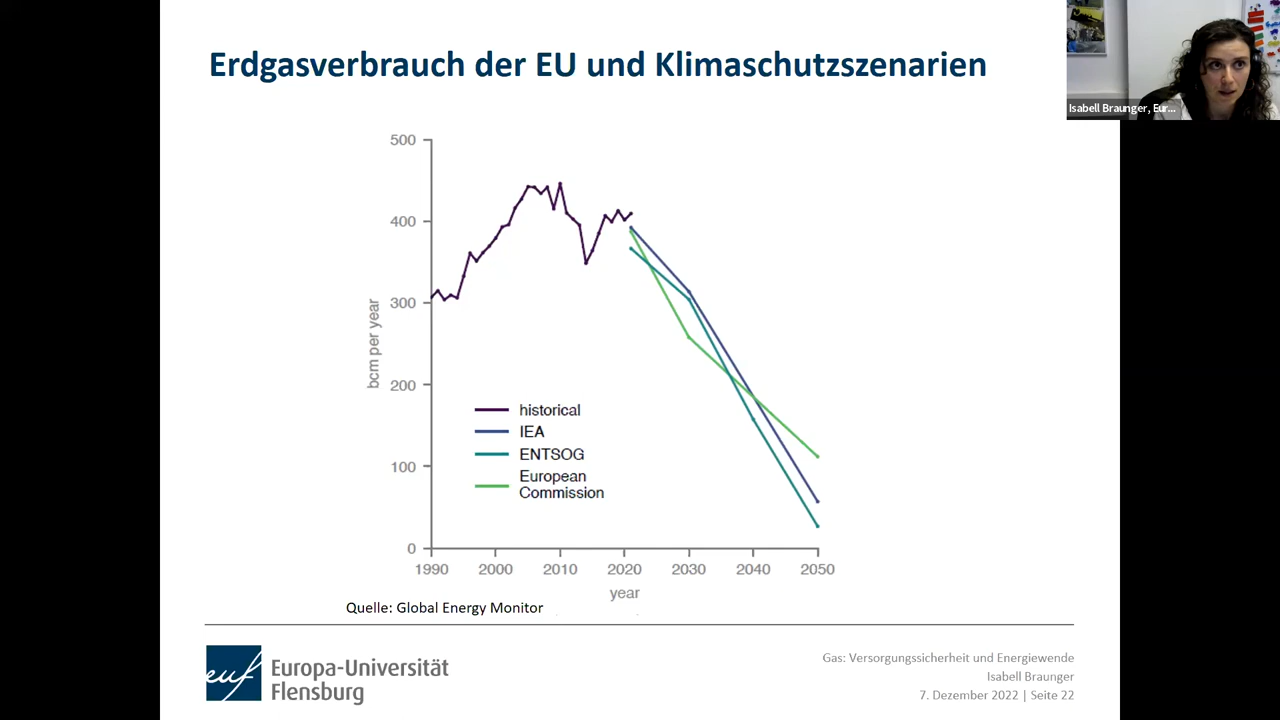 Erdgasverbrauch der EU und Klimaschutzszenarien
Isabell Braunger, Eur...
500
400
300
200
100
0
bcm per year
historical
IEA
ENTSOG
European
Commission
1990 2000 2010 2020 2030 2040 2050
year
Quelle: Global Energy Monitor
euf
Europa-Universität
Flensburg
Gas: Versorgungssicherheit und Energiewende
Isabell Braunger
7. Dezember 2022 | Seite 22